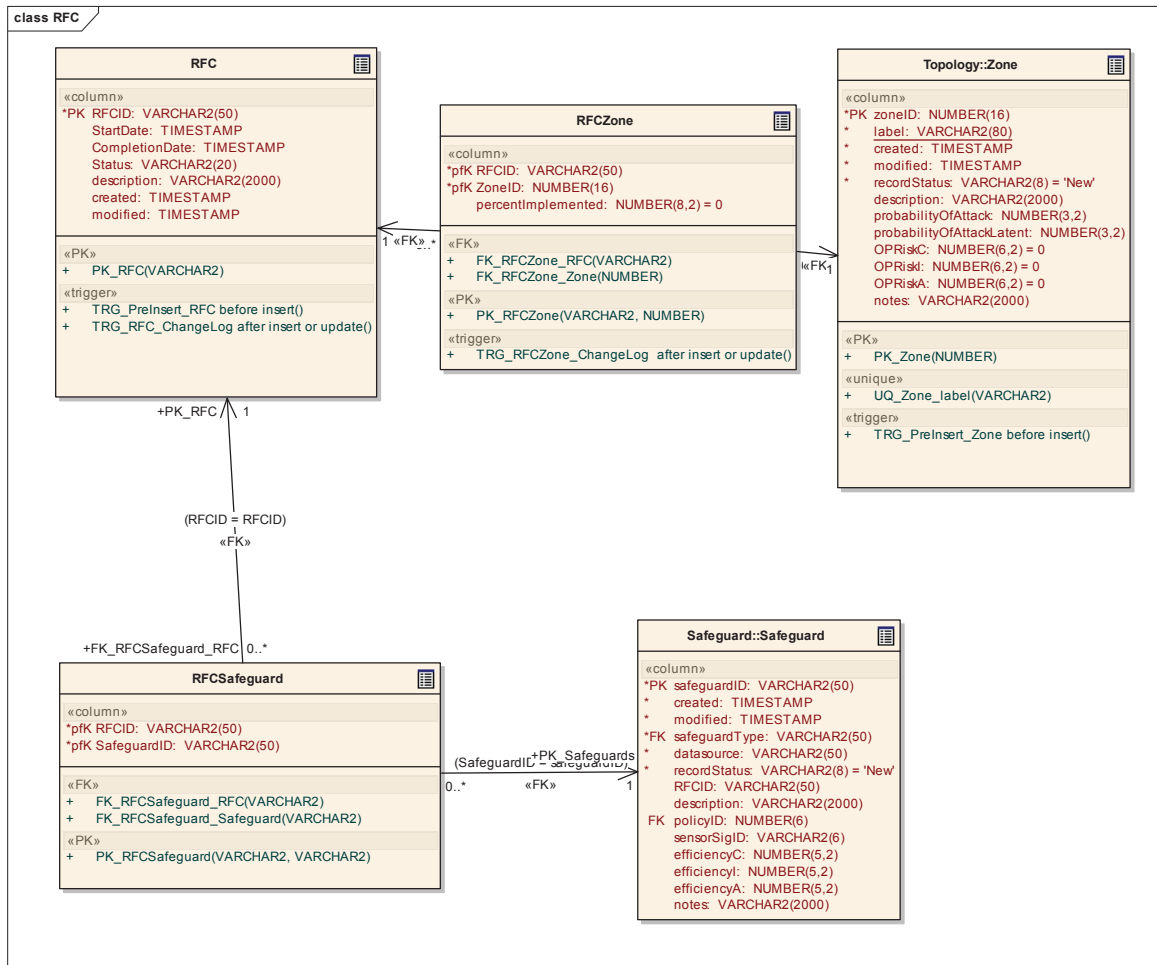 class RFC
RFC
«column»
*PK RFCID: VARCHAR2(50)
StartDate: TIMESTAMP
CompletionDate: TIMESTAMP
Status: VARCHAR2(20)
description: VARCHAR2(2000)
created: TIMESTAMP
modified: TIMESTAMP
«PK»
+ PK_RFC(VARCHAR2)
«trigger»
+ TRG_PreInsert_RFC before insert()
+ TRG_RFC_ChangeLog after insert or update()
RFCZone
«column»
*pfK RFCID: VARCHAR2(50)
*pfK ZoneID: NUMBER(16)
percentImplemented: NUMBER(8,2) = 0
«FK»
+ FK_RFCZone_RFC(VARCHAR2)
+ FK_RFCZone_Zone(NUMBER)
«PK»
+ PK_RFCZone(VARCHAR2, NUMBER)
«trigger»
+ TRG_RFCZone_ChangeLog after insert or update()
Topology::Zone
«column»
*PK zoneID: NUMBER(16)
* label: VARCHAR2(80)
* created: TIMESTAMP
* modified: TIMESTAMP
* recordStatus: VARCHAR2(8) = 'New'
description: VARCHAR2(2000)
probabilityOfAttack: NUMBER(3,2)
probabilityOfAttackLatent: NUMBER(3,2)
OPRiskC: NUMBER(6,2) = 0
OPRiskI: NUMBER(6,2) = 0
OPRiskA: NUMBER(6,2) = 0
notes: VARCHAR2(2000)
«PK»
+ PK_Zone(NUMBER)
«unique»
+ UQ_Zone_label(VARCHAR2)
«trigger»
+ TRG_PreInsert_Zone before insert()
1 «FK» ..*
«FK» 1
+PK_RFC 1
(RFCID = RFCID)
«FK»
+FK_RFCSafeguard_RFC 0..*
RFCSafeguard
«column»
*pfK RFCID: VARCHAR2(50)
*pfK SafeguardID: VARCHAR2(50)
«FK»
+ FK_RFCSafeguard_RFC(VARCHAR2)
+ FK_RFCSafeguard_Safeguard(VARCHAR2)
«PK»
+ PK_RFCSafeguard(VARCHAR2, VARCHAR2)
+PK_Safeguards
(SafeguardID = safeguardID)
0..* «FK» 1
Safeguard::Safeguard
«column»
*PK safeguardID: VARCHAR2(50)
* created: TIMESTAMP
* modified: TIMESTAMP
*FK safeguardType: VARCHAR2(50)
* datasource: VARCHAR2(50)
* recordStatus: VARCHAR2(8) = 'New'
RFCID: VARCHAR2(50)
description: VARCHAR2(2000)
FK policyID: NUMBER(6)
sensorSigID: VARCHAR2(6)
efficiencyC: NUMBER(5,2)
efficiencyI: NUMBER(5,2)
efficiencyA: NUMBER(5,2)
notes: VARCHAR2(2000)